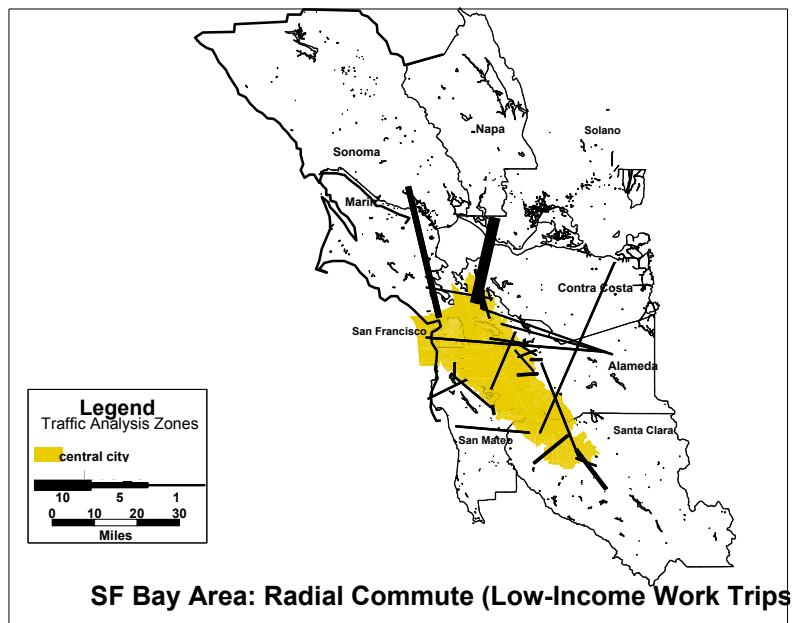 Napa
Solano
Sonoma
Marin
Contra Costa
San Francisco
Alameda
Legend
Traffic Analysis Zones
central city
10 5 1
0 10 20 30
Miles
San Mateo
Santa Clara
SF Bay Area: Radial Commute (Low-Income Work Trips